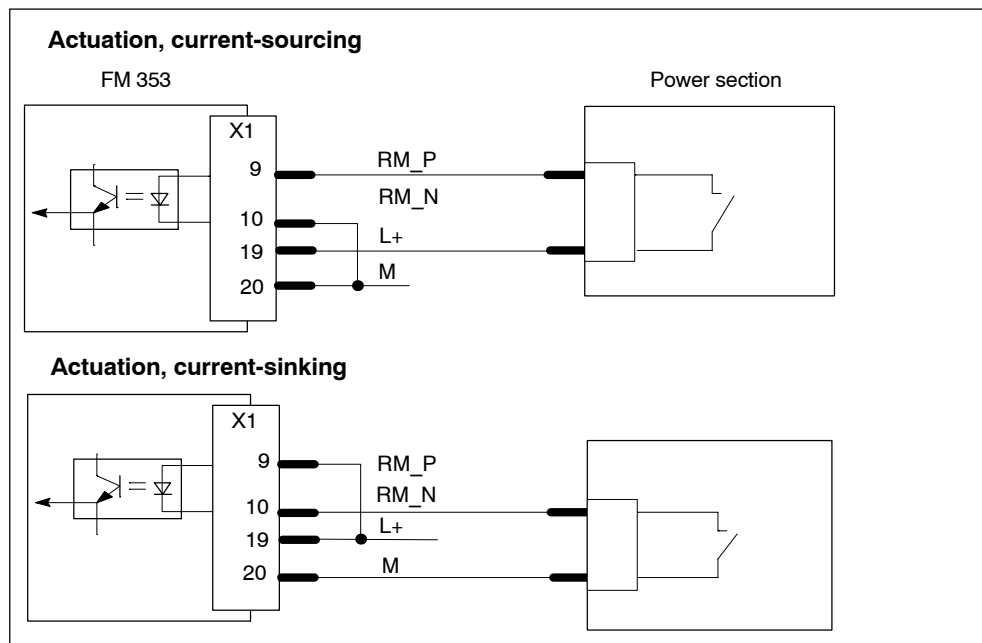 Actuation, current-sourcing
FM 353
Power section
X1
9
RM_P
RM_N
10
L+
19
M
20
Actuation, current-sinking
X1
9
RM_P
RM_N
10
L+
19
M
20